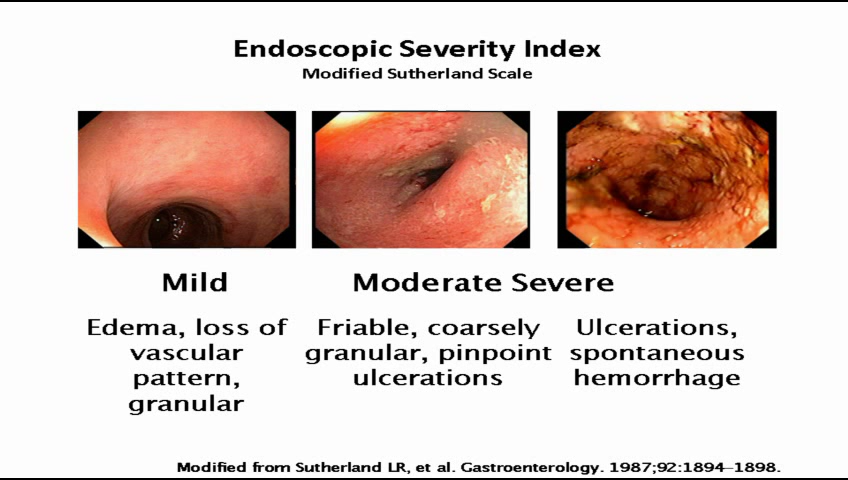 Endoscopic Severity Index
Modified Sutherland Scale
Mild
Moderate Severe
Edema, loss of
vascular
pattern,
granular
Friable, coarsely
granular, pinpoint
ulcerations
Ulcerations,
spontaneous
hemorrhage
Modified from Sutherland LR, et al. Gastroenterology. 1987;92:1894–1898.